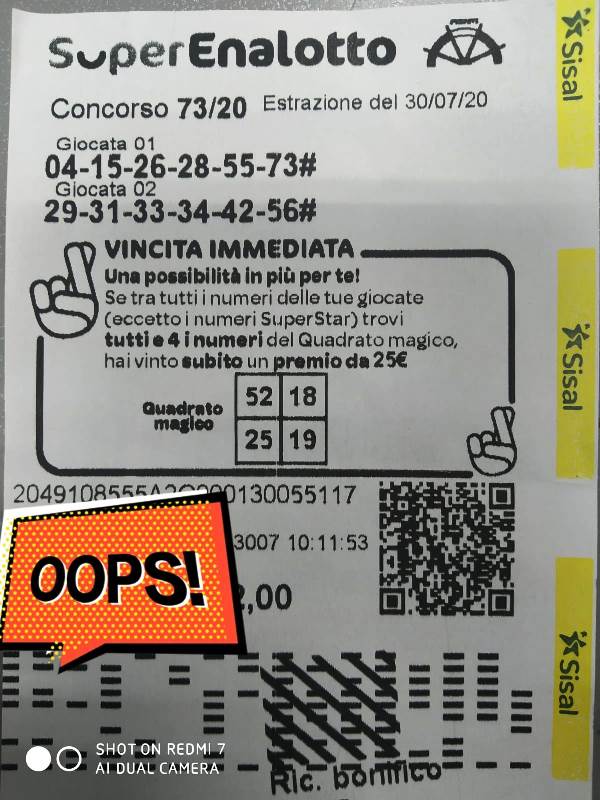 SuperEnalotto
Concorso 73/20 Estrazione del 30/07/20
Giocata 01
04-15-26-28-55-73#
Giocata 02
29-31-33-34-42-56#
VINCITA IMMEDIATA
Una possibilità in più per te!
Se tra tutti i numeri delle tue giocate
(eccetto i numeri SuperStar) trovi
tutti e 4 i numeri del Quadrato magico,
hai vinto subito un premio da 25€
Quadrato
magico
52 18
25 19
130055117
3007 10:11:53
OOPS!
,00
Ric. bonifico
SHOT ON REDMI 7
AI DUAL CAMERA
Sisal
Sisal
Sisal